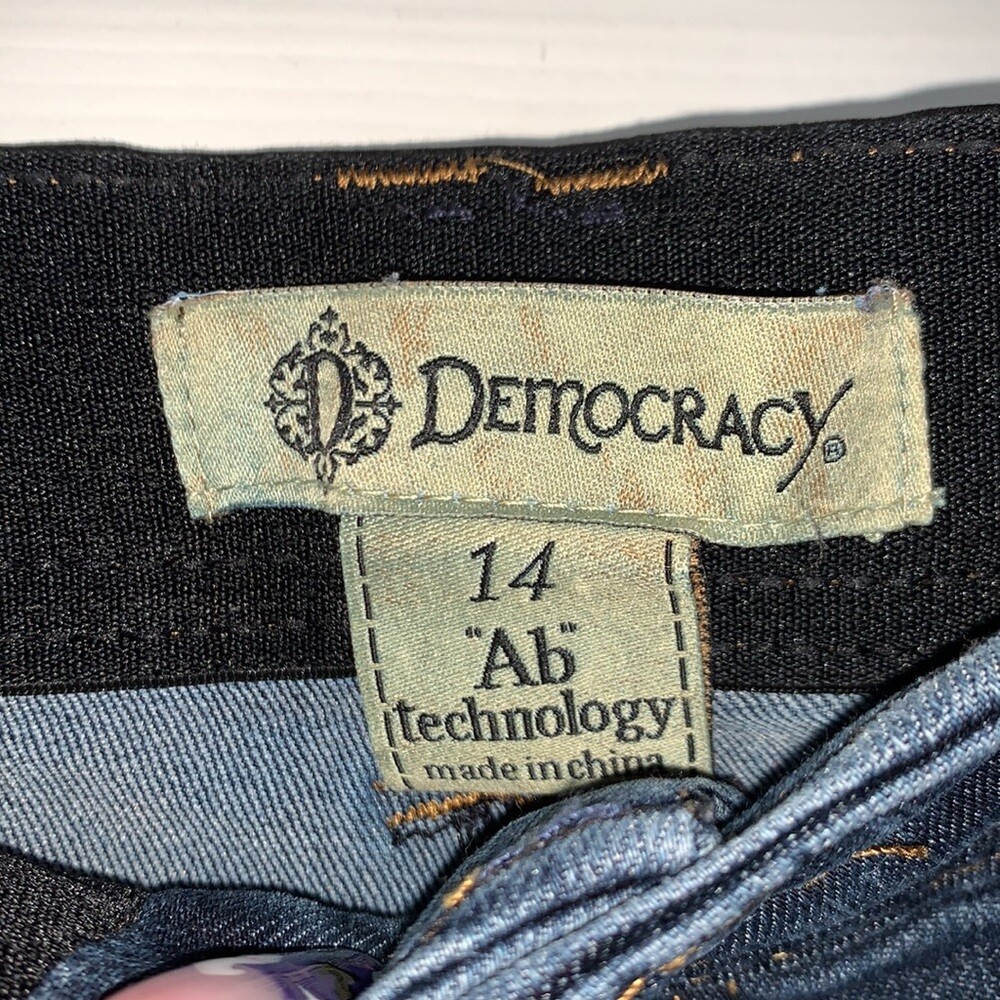 D DEMOCRACY®
14
"Ab"
technology
made in china